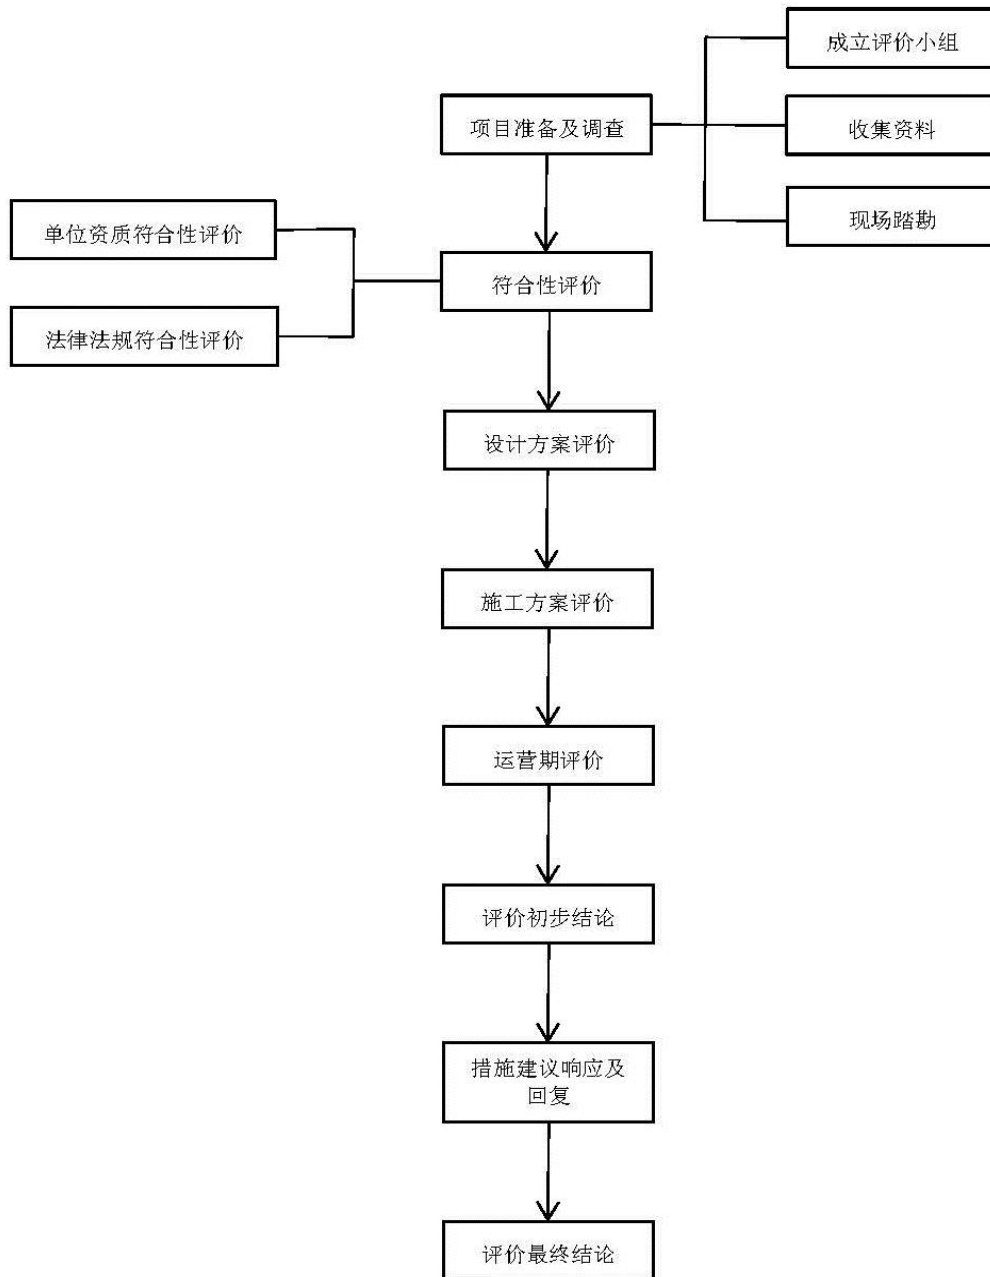 成立评价小组
项目准备及调查
收集资料
现场踏勘
单位资质符合性评价
符合性评价
法律法规符合性评价
设计方案评价
施工方案评价
运营期评价
评价初步结论
措施建议响应及
回复
评价最终结论